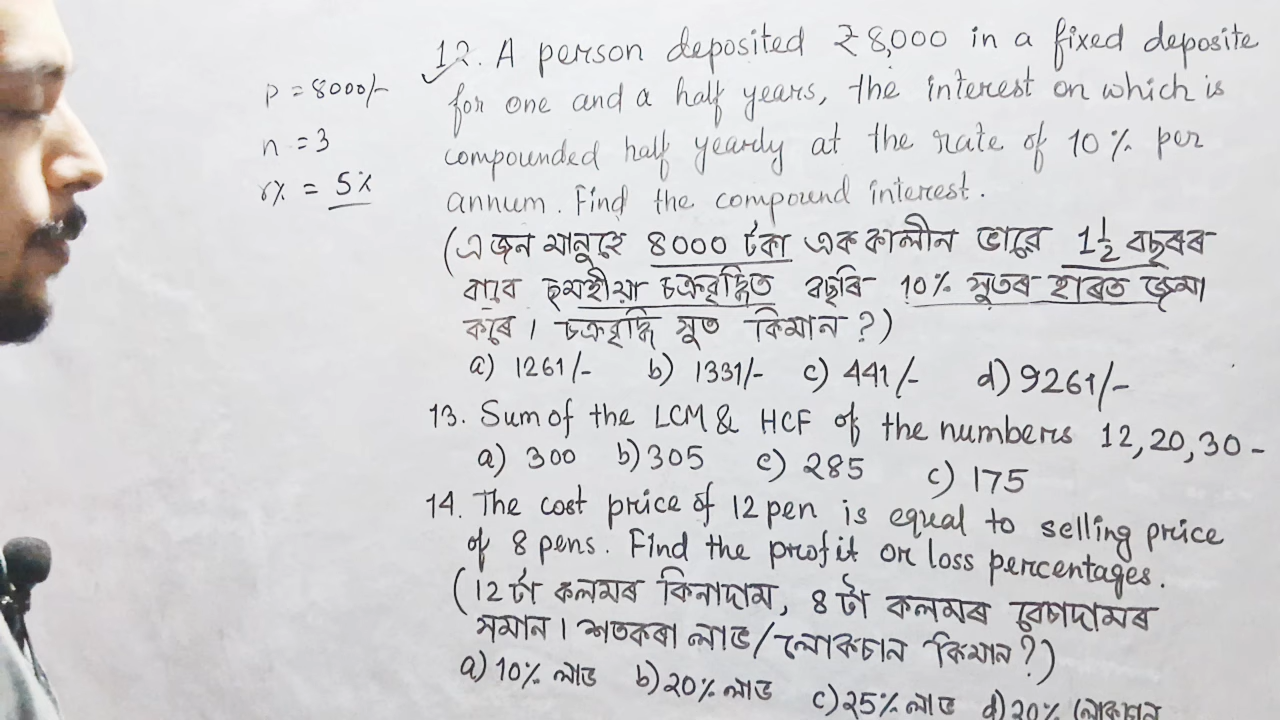 P = 8000/-
n = 3
r% = 5%
12. A person deposited ₹8,000 in a fixed deposite
for one and a half years, the interest on which is
compounded half yearly at the rate of 10% per
annum. Find the compound interest.
(এজন মানুহে 8000 টকা এককালীন ভাৱে 1½ বছৰৰ
বাবে ছমহীয়া চক্ৰবৃদ্ধিত বছৰি 10% সুতৰ হাৰত জমা
কৰে। চক্ৰবৃদ্ধি সুত কিমান?)
a) 1261/- b) 1331/- c) 441/- d) 9261/-
13. Sum of the LCM & HCF of the numbers 12, 20, 30 -
a) 300 b) 305 c) 285 c) 175
14. The cost price of 12 pen is equal to selling price
of 8 pens. Find the profit or loss percentages.
(12 টা কলমৰ কিনাদাম, 8 টা কলমৰ বেচাদামৰ
সমান। শতকৰা লাভ/লোকচান কিমান?)
a) 10% লাভ b) 20% লাভ c) 25% লাভ d) 20% লোকচান